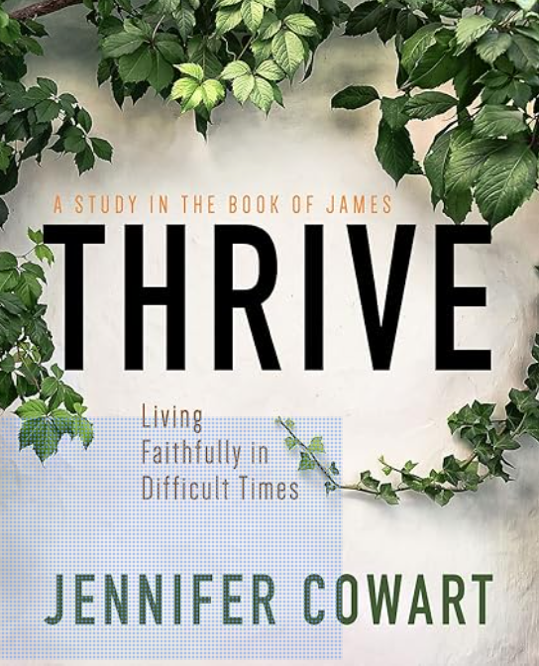 A STUDY IN THE BOOK OF JAMES
THRIVE
Living
Faithfully in
Difficult Times
JENNIFER COWART